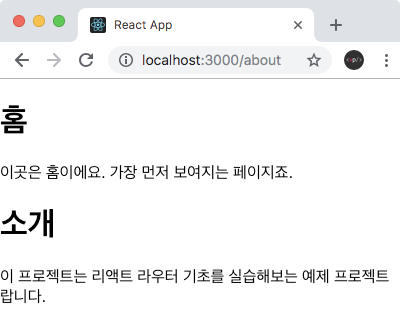 React App
localhost:3000/about
홈
이곳은 홈이에요. 가장 먼저 보여지는 페이지죠.
소개
이 프로젝트는 리액트 라우터 기초를 실습해보는 예제 프로젝트
랍니다.